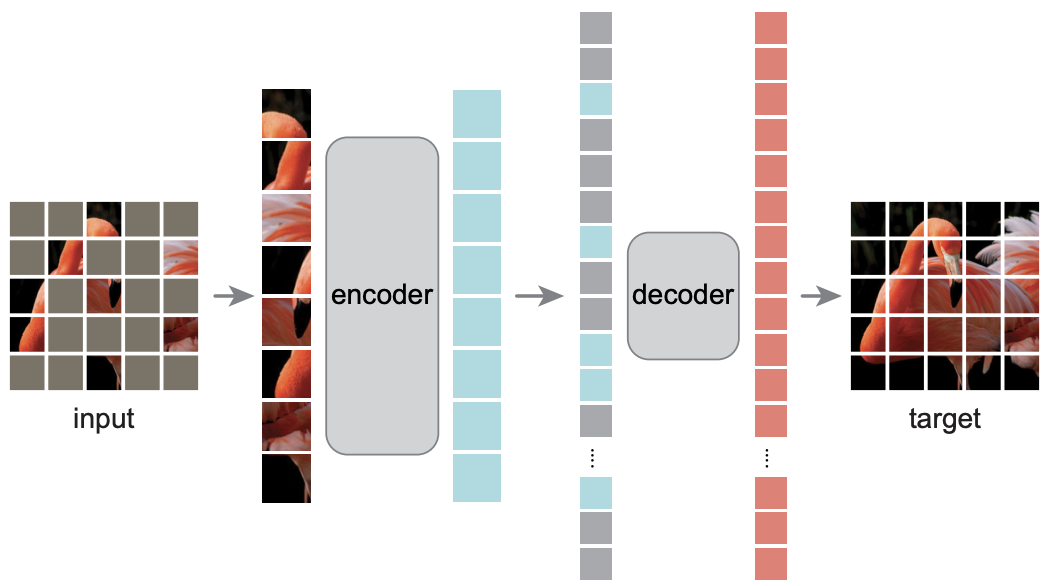 encoder
decoder
input
target